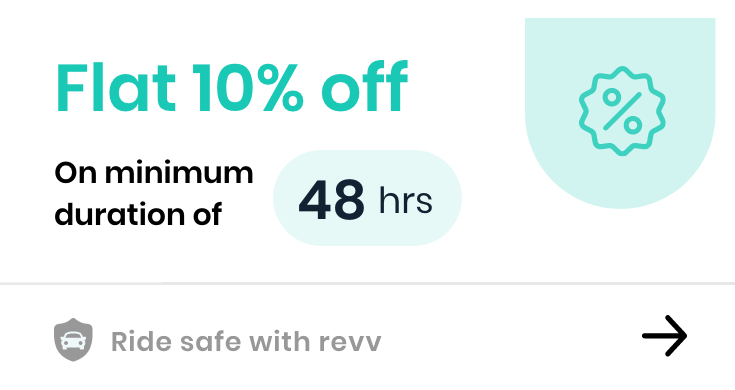 Flat 10% off
On minimum
duration of
48 hrs
Ride safe with revv